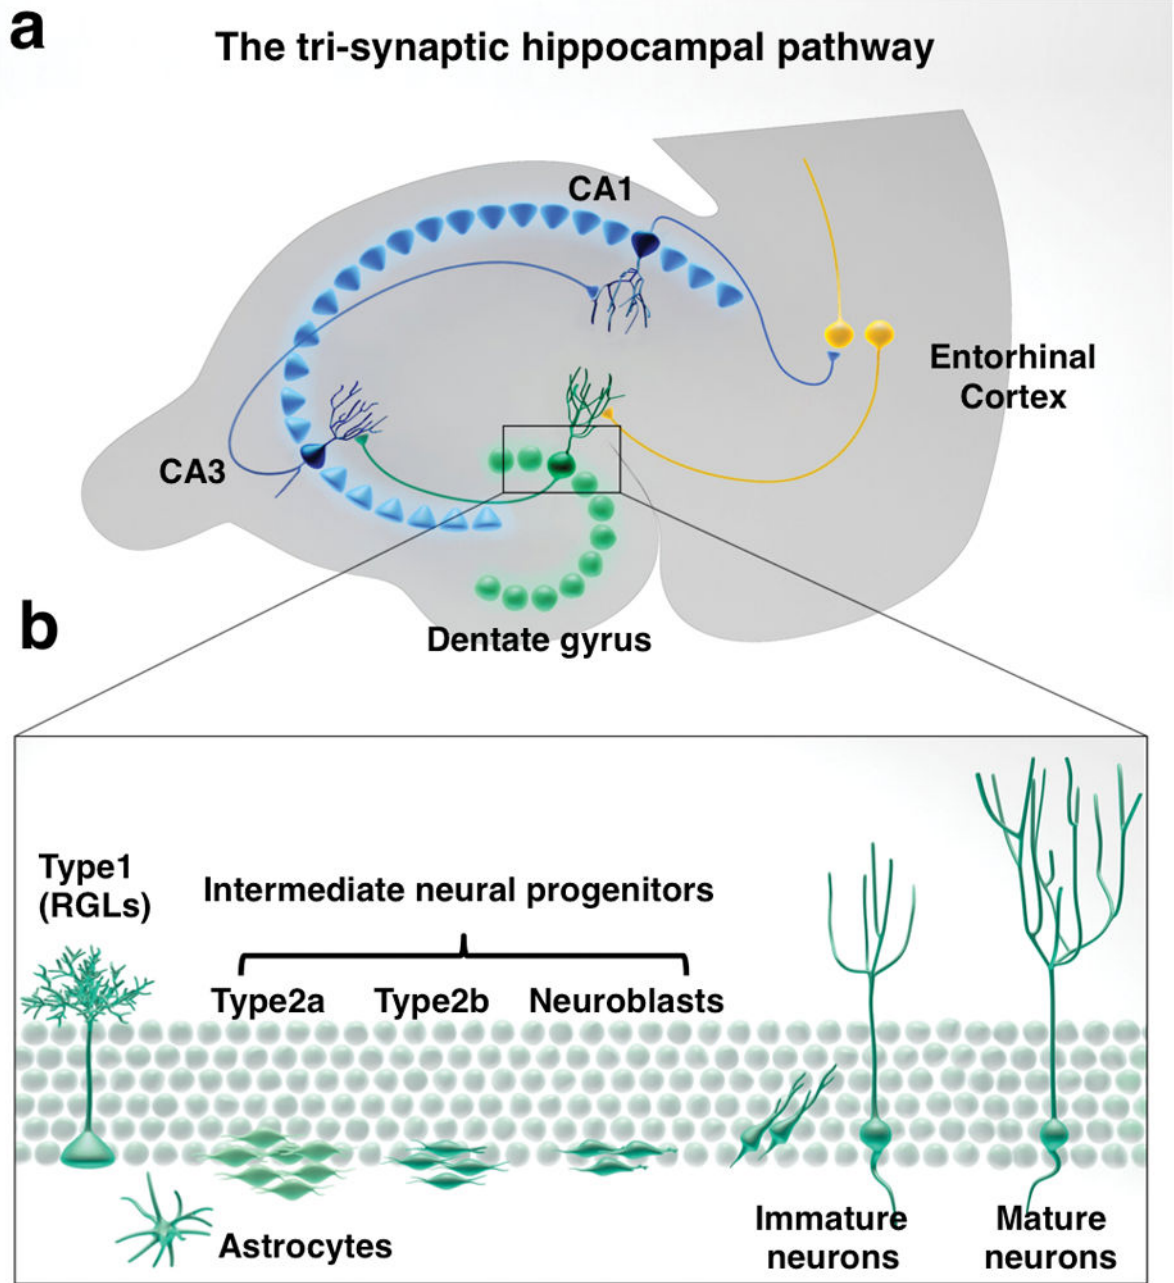 a
The tri-synaptic hippocampal pathway
CA1
Entorhinal
Cortex
CA3
Dentate gyrus
b
Type1
(RGLs)
Intermediate neural progenitors
Type2a
Type2b
Neuroblasts
Astrocytes
Immature
neurons
Mature
neurons